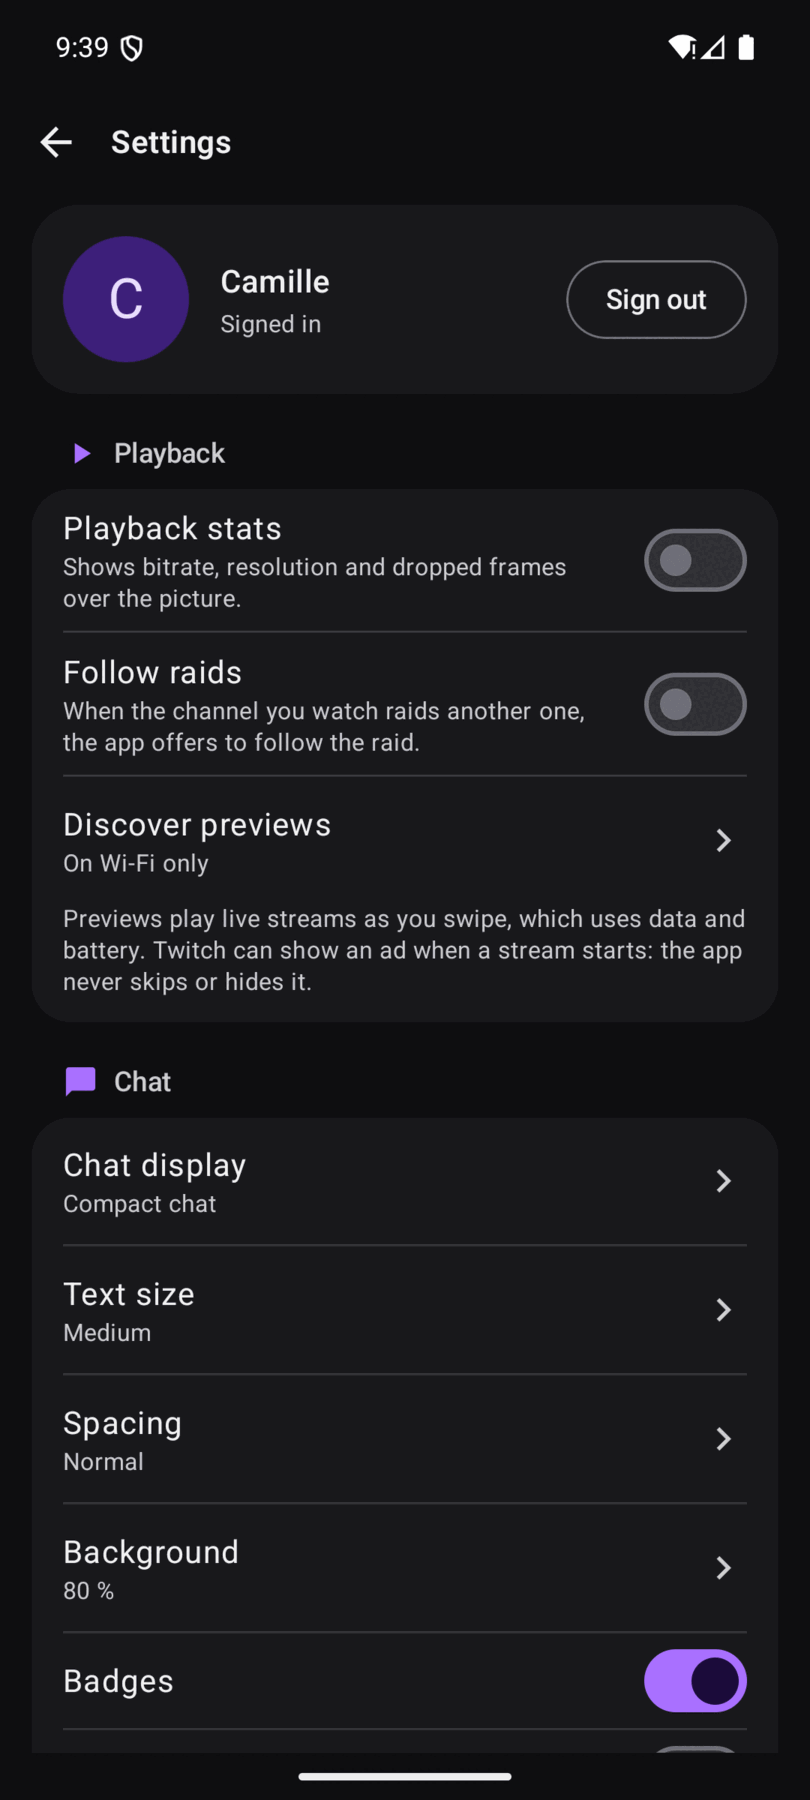 9:39
Settings
C
Camille
Signed in
Sign out
Playback
Playback stats
Shows bitrate, resolution and dropped frames
over the picture.
Follow raids
When the channel you watch raids another one,
the app offers to follow the raid.
Discover previews
On Wi-Fi only
Previews play live streams as you swipe, which uses data and
battery. Twitch can show an ad when a stream starts: the app
never skips or hides it.
Chat
Chat display
Compact chat
Text size
Medium
Spacing
Normal
Background
80 %
Badges